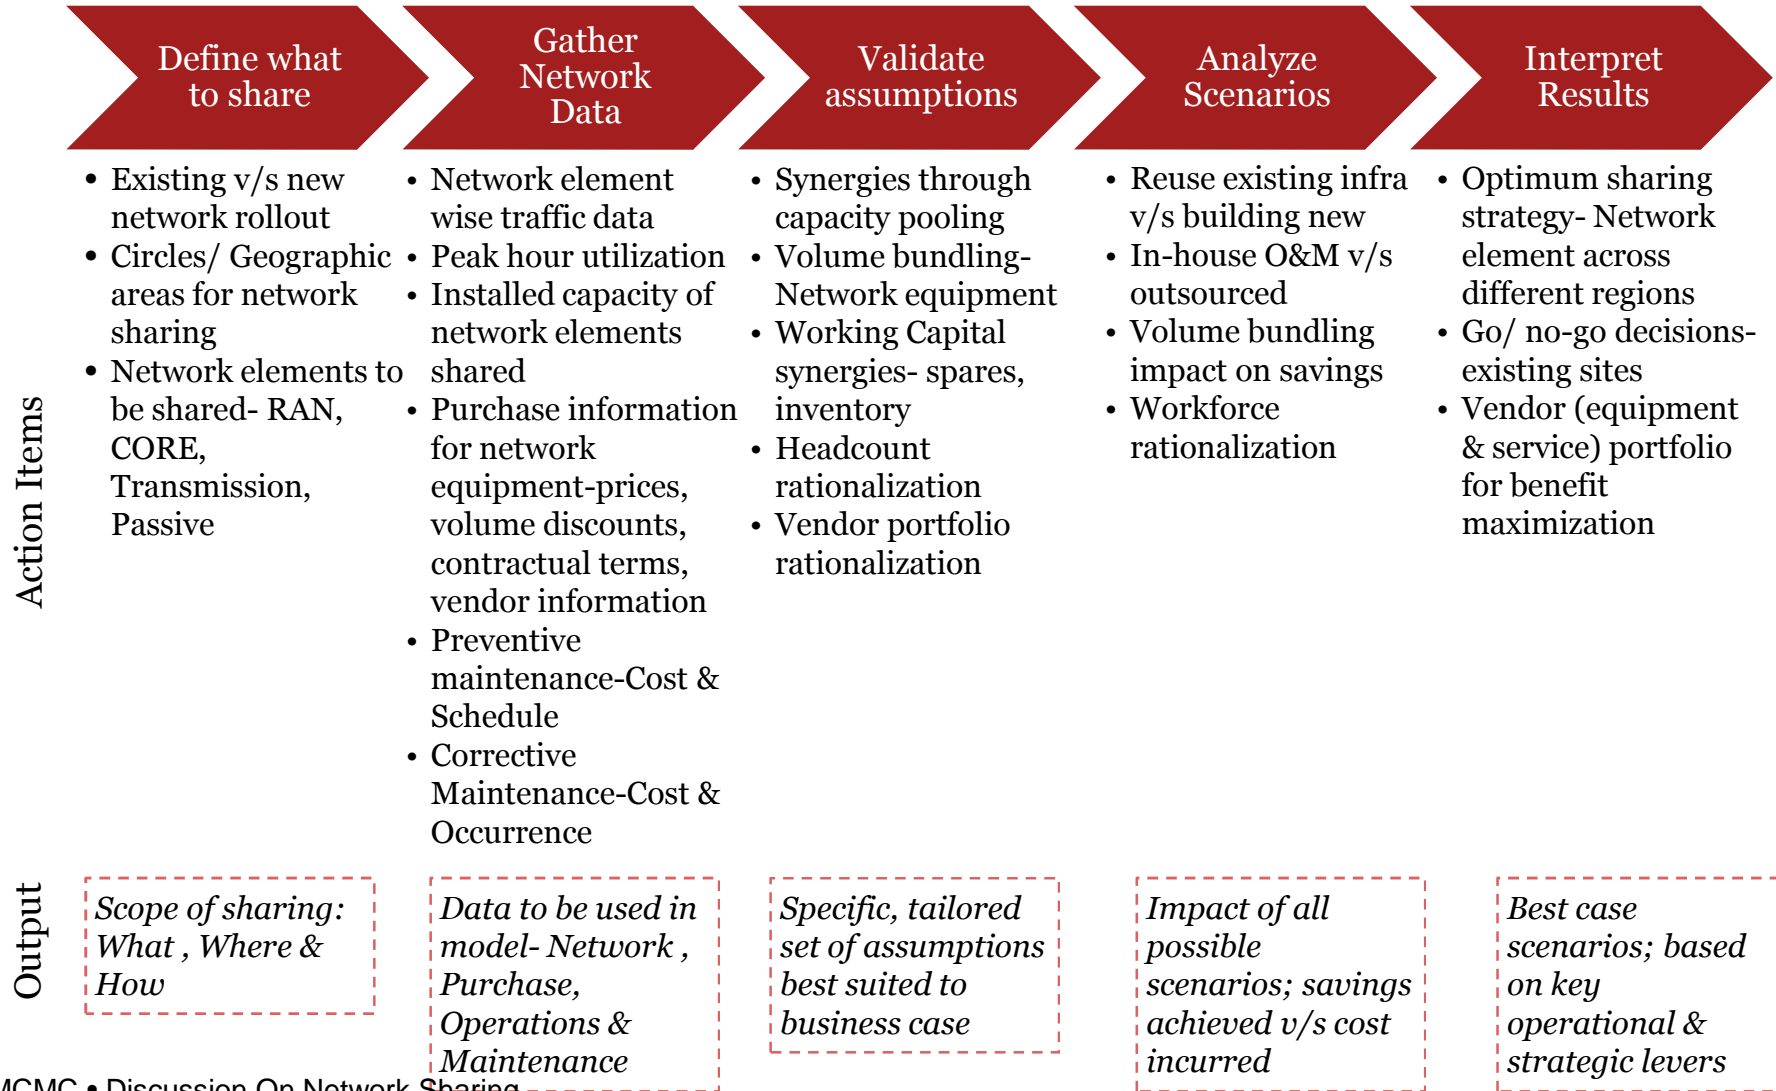 Define what
to share
Gather
Network
Data
Validate
assumptions
Analyze
Scenarios
Interpret
Results
Action Items
• Existing v/s new
network rollout
• Circles/ Geographic
areas for network
sharing
• Network elements to
be shared- RAN,
CORE,
Transmission,
Passive
• Network element
wise traffic data
• Peak hour utilization
• Installed capacity of
network elements
shared
• Purchase information
for network
equipment-prices,
volume discounts,
contractual terms,
vendor information
• Preventive
maintenance-Cost &
Schedule
• Corrective
Maintenance-Cost &
Occurrence
• Synergies through
capacity pooling
• Volume bundling-
Network equipment
• Working Capital
synergies- spares,
inventory
• Headcount
rationalization
• Vendor portfolio
rationalization
• Reuse existing infra
v/s building new
• In-house O&M v/s
outsourced
• Volume bundling
impact on savings
• Workforce
rationalization
• Optimum sharing
strategy- Network
element across
different regions
• Go/ no-go decisions-
existing sites
• Vendor (equipment
& service) portfolio
for benefit
maximization
Output
Scope of sharing:
What , Where &
How
Data to be used in
model- Network ,
Purchase,
Operations &
Maintenance
Specific, tailored
set of assumptions
best suited to
business case
Impact of all
possible
scenarios; savings
achieved v/s cost
incurred
Best case
scenarios; based
on key
operational &
strategic levers
MCMC • Discussion On Network Sharing